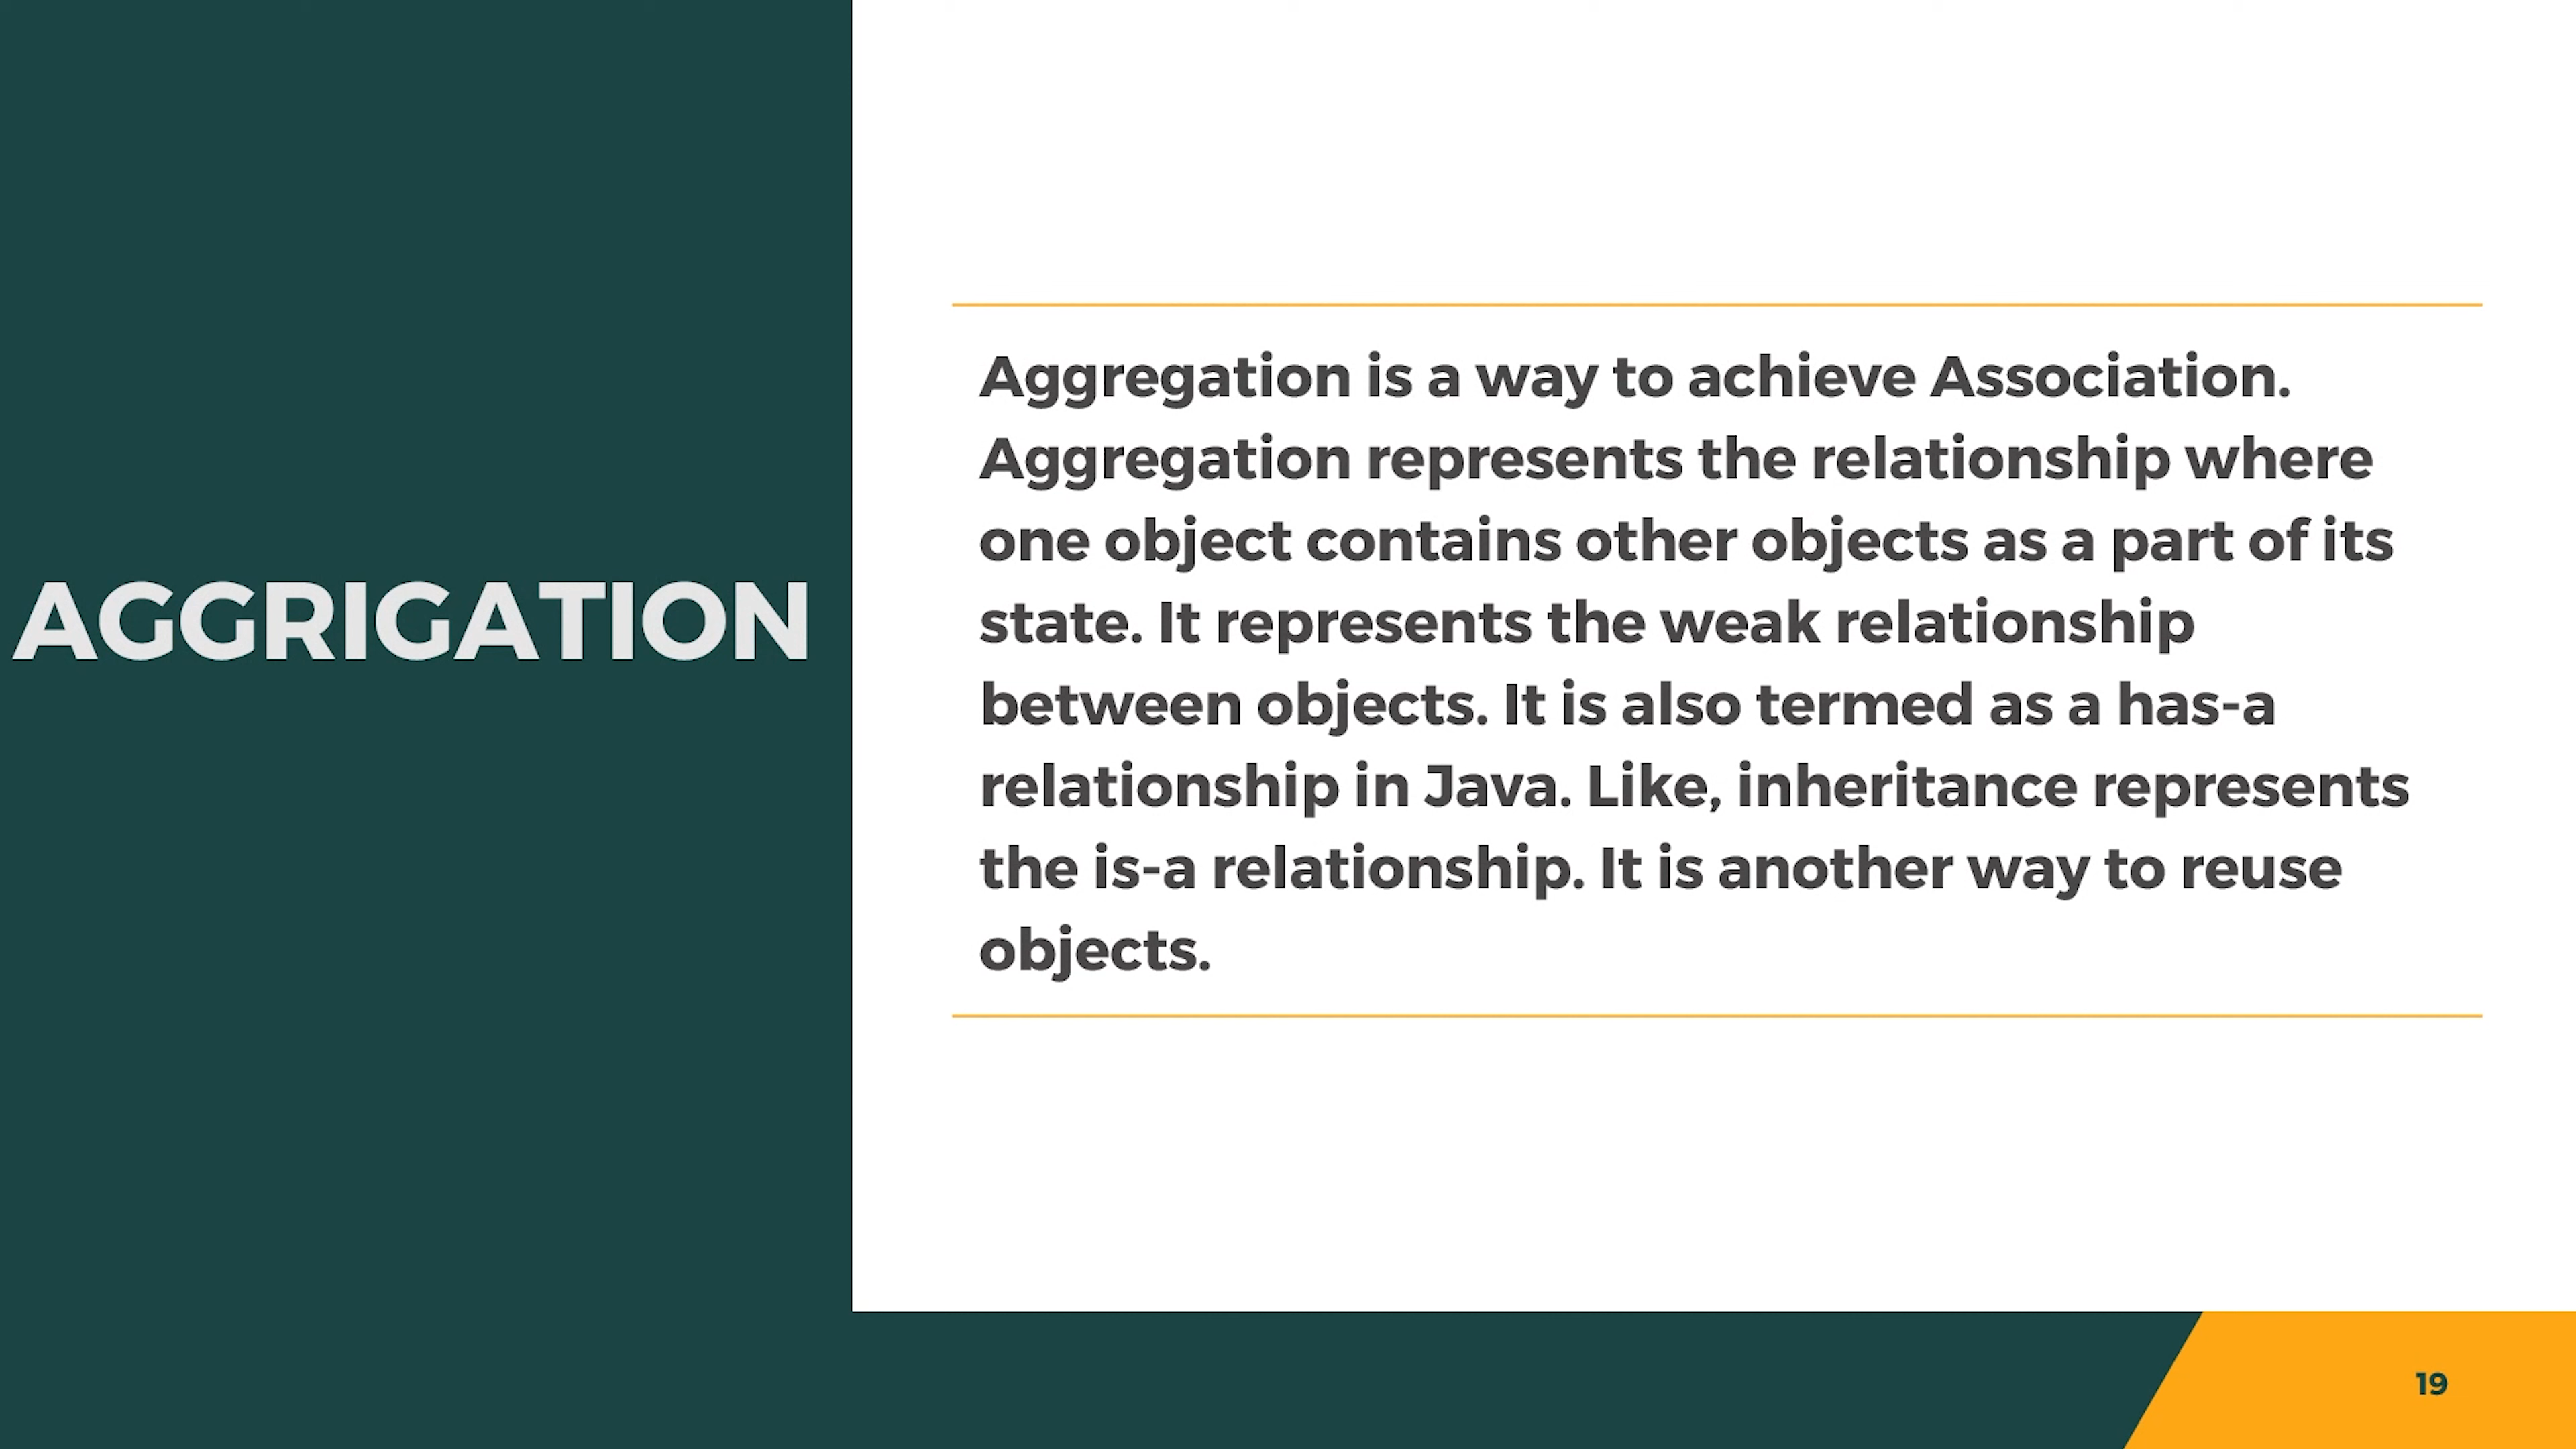 AGGRIGATION
Aggregation is a way to achieve Association.
Aggregation represents the relationship where
one object contains other objects as a part of its
state. It represents the weak relationship
between objects. It is also termed as a has-a
relationship in Java. Like, inheritance represents
the is-a relationship. It is another way to reuse
objects.
19